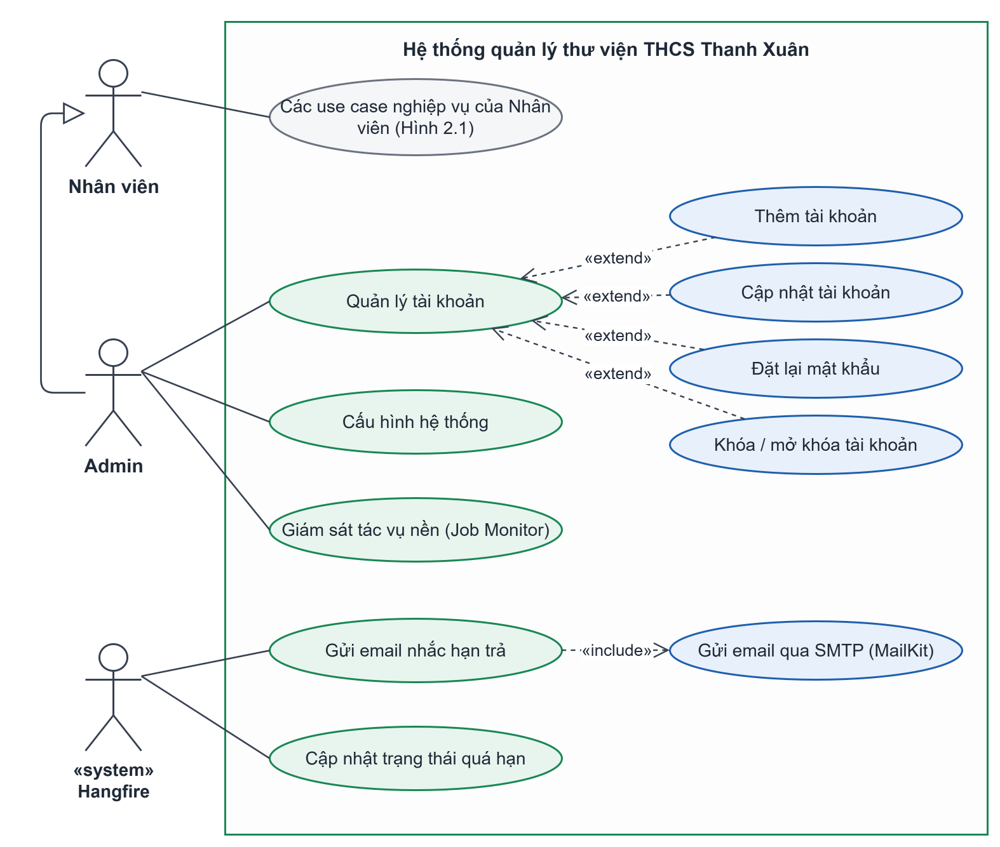 Hệ thống quản lý thư viện THCS Thanh Xuân
Các use case nghiệp vụ của Nhân
viên (Hình 2.1)
Nhân viên
Thêm tài khoản
«extend»
Quản lý tài khoản
«extend»
Cập nhật tài khoản
«extend»
Đặt lại mật khẩu
«extend»
Cấu hình hệ thống
Khóa / mở khóa tài khoản
Admin
Giám sát tác vụ nền (Job Monitor)
Gửi email nhắc hạn trả
«include»
Gửi email qua SMTP (MailKit)
Cập nhật trạng thái quá hạn
«system»
Hangfire